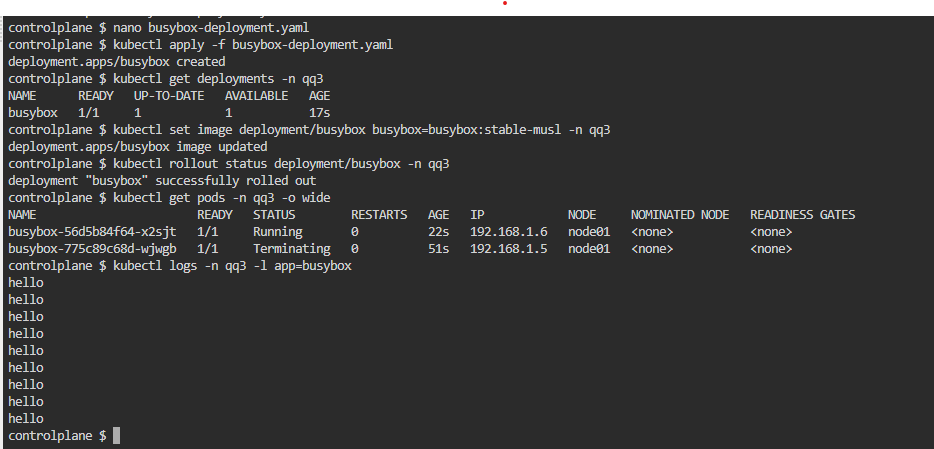 controlplane $ nano busybox-deployment.yaml
controlplane $ kubectl apply -f busybox-deployment.yaml
deployment.apps/busybox created
controlplane $ kubectl get deployments -n qq3
NAME      READY   UP-TO-DATE   AVAILABLE   AGE
busybox   1/1     1            1           17s
controlplane $ kubectl set image deployment/busybox busybox=busybox:stable-musl -n qq3
deployment.apps/busybox image updated
controlplane $ kubectl rollout status deployment/busybox -n qq3
deployment "busybox" successfully rolled out
controlplane $ kubectl get pods -n qq3 -o wide
NAME                       READY   STATUS        RESTARTS   AGE   IP            NODE     NOMINATED NODE   READINESS GATES
busybox-56d5b84f64-x2sjt   1/1     Running       0          22s   192.168.1.6   node01   <none>           <none>
busybox-775c89c68d-wjwgb   1/1     Terminating   0          51s   192.168.1.5   node01   <none>           <none>
controlplane $ kubectl logs -n qq3 -l app=busybox
hello
hello
hello
hello
hello
hello
hello
hello
hello
controlplane $